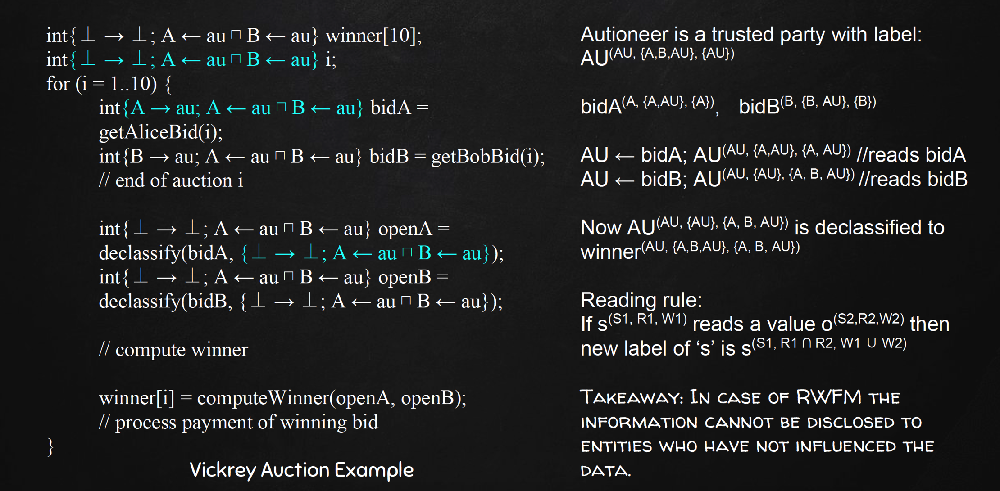 int{⊥ → ⊥; A ← au ⊓ B ← au} winner[10];
int{⊥ → ⊥; A ← au ⊓ B ← au} i;
for (i = 1..10) {
int{A → au; A ← au ⊓ B ← au} bidA =
getAliceBid(i);
int{B → au; A ← au ⊓ B ← au} bidB = getBobBid(i);
// end of auction i
int{⊥ → ⊥; A ← au ⊓ B ← au} openA =
declassify(bidA, {⊥ → ⊥; A ← au ⊓ B ← au});
int{⊥ → ⊥; A ← au ⊓ B ← au} openB =
declassify(bidB, {⊥ → ⊥; A ← au ⊓ B ← au});
// compute winner
winner[i] = computeWinner(openA, openB);
// process payment of winning bid
}
Vickrey Auction Example
Autioneer is a trusted party with label:
AU(AU, {A,B,AU}, {AU})
bidA(A, {A,AU}, {A}), bidB(B, {B, AU}, {B})
AU ← bidA; AU(AU, {A,AU}, {A, AU}) //reads bidA
AU ← bidB; AU(AU, {AU}, {A, B, AU}) //reads bidB
Now AU(AU, {AU}, {A, B, AU}) is declassified to
winner(AU, {A,B,AU}, {A, B, AU})
Reading rule:
If s(S1, R1, W1) reads a value o(S2,R2,W2) then
new label of ‘s’ is s(S1, R1 ∩ R2, W1 ∪ W2)
TAKEAWAY: IN CASE OF RWFM THE
INFORMATION CANNOT BE DISCLOSED TO
ENTITIES WHO HAVE NOT INFLUENCED THE
DATA.